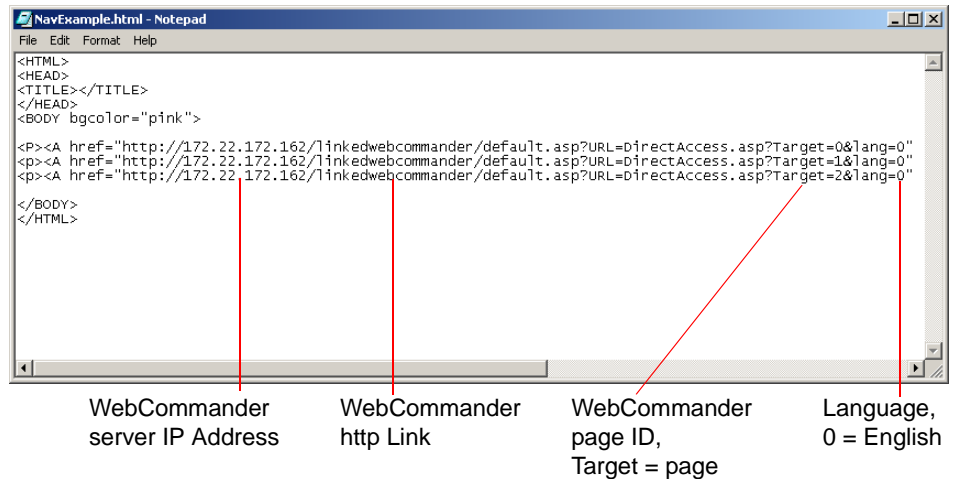 NavExample.html - Notepad
File Edit Format Help
<HTML>
<HEAD>
<TITLE></TITLE>
</HEAD>
<BODY bgcolor="pink">
<P><A href="http://172.22.172.162/linkedwebcommander/default.asp?URL=DirectAccess.asp?Target=0&lang=0"
<p><A href="http://172.22.172.162/linkedwebcommander/default.asp?URL=DirectAccess.asp?Target=1&lang=0"
<p><A href="http://172.22.172.162/linkedwebcommander/default.asp?URL=DirectAccess.asp?Target=2&lang=0"
</BODY>
</HTML>
WebCommander
server IP Address
WebCommander
http Link
WebCommander
page ID,
Target = page
Language,
0 = English